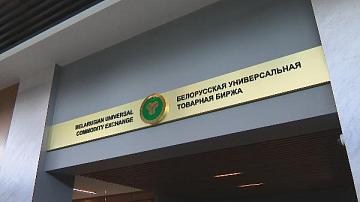 BELARUSIAN UNIVERSAL
COMMODITY EXCHANGE
БЕЛОРУССКАЯ УНИВЕРСАЛЬНАЯ
ТОВАРНАЯ БИРЖА